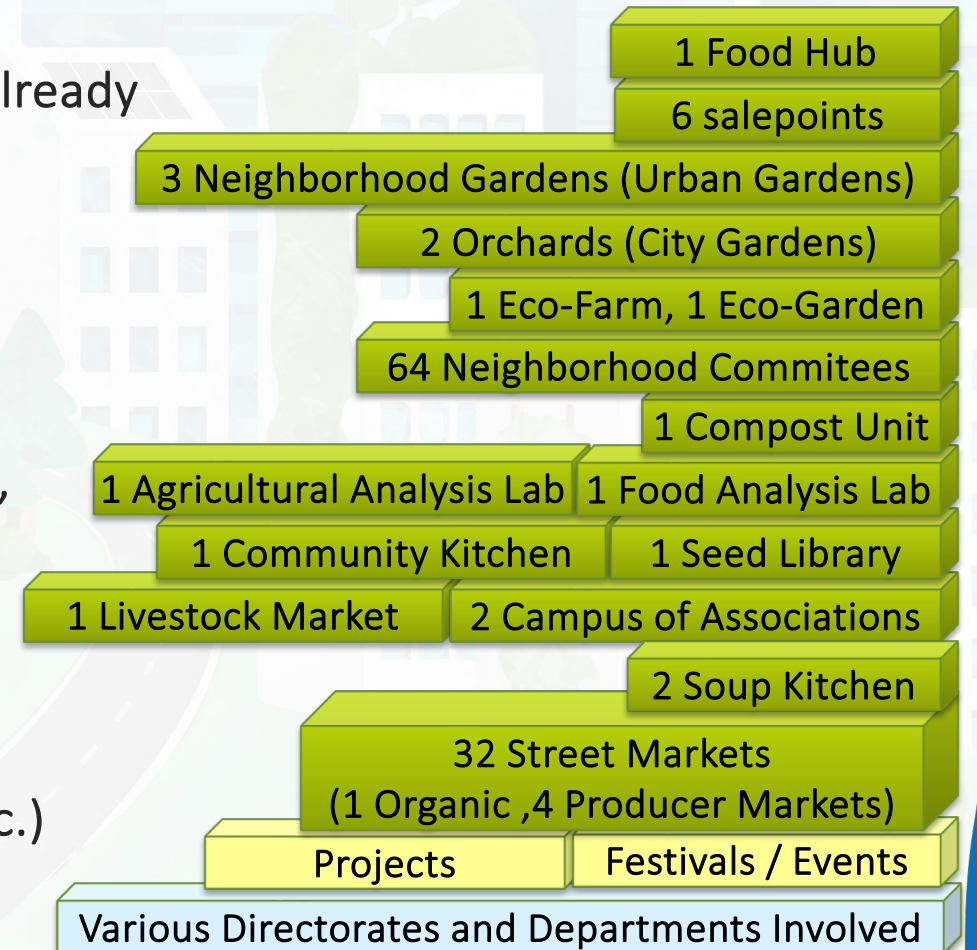 lready
1 Food Hub
6 salepoints
3 Neighborhood Gardens (Urban Gardens)
2 Orchards (City Gardens)
1 Eco-Farm, 1 Eco-Garden
64 Neighborhood Commitees
1 Compost Unit
,
1 Agricultural Analysis Lab
1 Food Analysis Lab
1 Community Kitchen
1 Seed Library
1 Livestock Market
2 Campus of Associations
2 Soup Kitchen
32 Street Markets
(1 Organic ,4 Producer Markets)
c.)
Projects
Festivals / Events
Various Directorates and Departments Involved